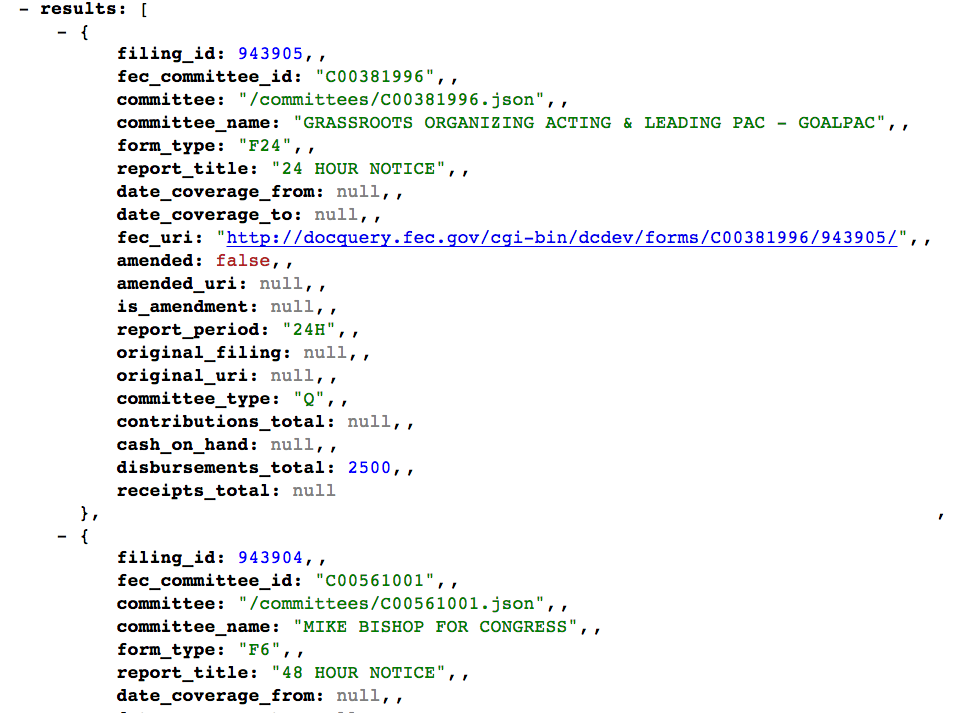 - results: [
- {
filing_id: 943905,,
fec_committee_id: "C00381996",,
committee: "/committees/C00381996.json",,
committee_name: "GRASSROOTS ORGANIZING ACTING & LEADING PAC - GOALPAC",,
form_type: "F24",,
report_title: "24 HOUR NOTICE",,
date_coverage_from: null,,
date_coverage_to: null,,
fec_uri: "http://docquery.fec.gov/cgi-bin/dcdev/forms/C00381996/943905/",,
amended: false,,
amended_uri: null,,
is_amendment: null,,
report_period: "24H",,
original_filing: null,,
original_uri: null,,
committee_type: "Q",,
contributions_total: null,,
cash_on_hand: null,,
disbursements_total: 2500,,
receipts_total: null
}, ,
- {
filing_id: 943904,,
fec_committee_id: "C00561001",,
committee: "/committees/C00561001.json",,
committee_name: "MIKE BISHOP FOR CONGRESS",,
form_type: "F6",,
report_title: "48 HOUR NOTICE",,
date_coverage_from: null,,